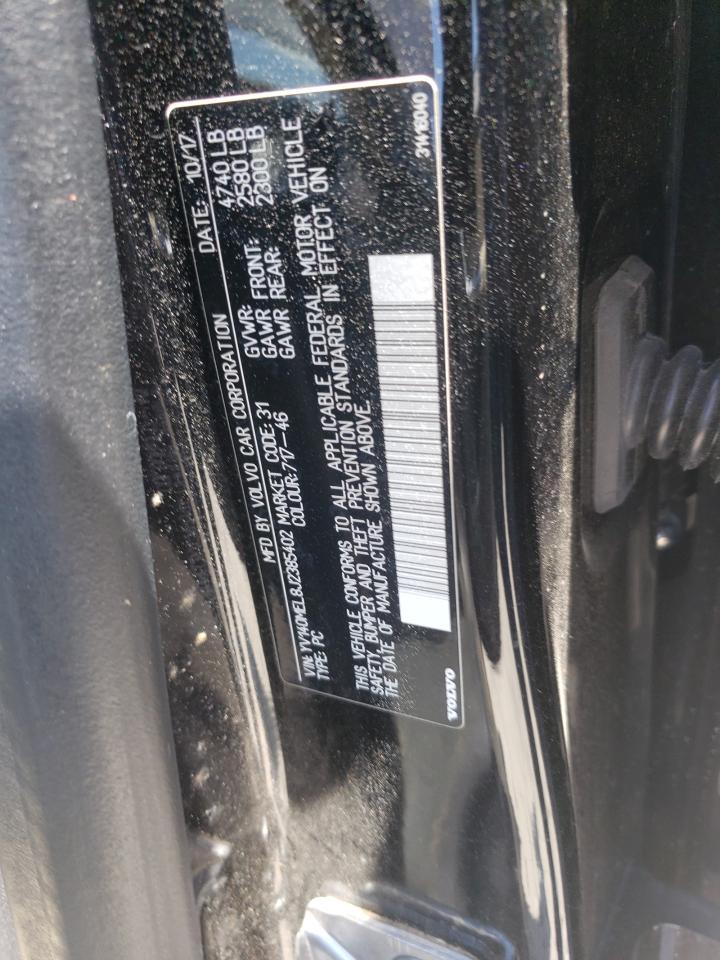 MFD BY VOLVO CAR CORPORATION DATE: 10/17
VIN: YV140MEL8J2385402 MARKET CODE: 31 GVWR: 4740 LB
TYPE: PC COLOUR: 717-46 GAWR FRONT: 2580 LB
GAWR REAR: 2300 LB
THIS VEHICLE CONFORMS TO ALL APPLICABLE FEDERAL MOTOR VEHICLE
SAFETY, BUMPER AND THEFT PREVENTION STANDARDS IN EFFECT ON
THE DATE OF MANUFACTURE SHOWN ABOVE.
VOLVO 31418040